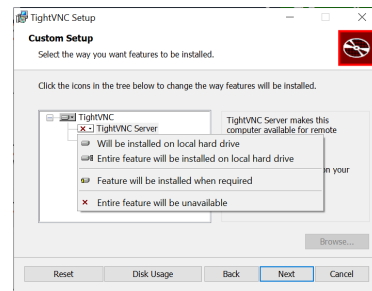 TightVNC Setup
Custom Setup
Select the way you want features to be installed.
Click the icons in the tree below to change the way features will be installed.
TightVNC
TightVNC Server
TightVNC Server makes this
computer available for remote
Will be installed on local hard drive
Entire feature will be installed on local hard drive
on your
Feature will be installed when required
Entire feature will be unavailable
Browse...
Reset
Disk Usage
Back
Next
Cancel